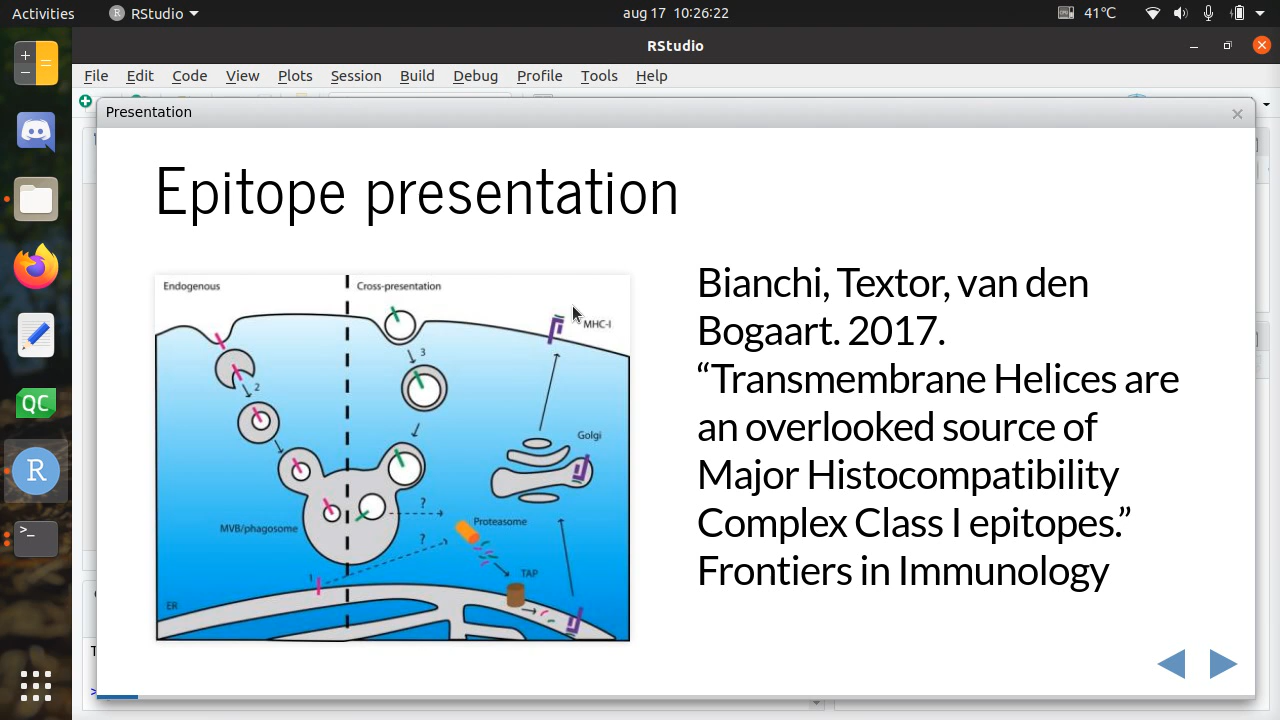 Activities
RStudio
aug 17 10:26:22
41°C
RStudio
File Edit Code View Plots Session Build Debug Profile Tools Help
Presentation
Epitope presentation
Endogenous
Cross-presentation
MHC-I
3
2
Golgi
?
Proteasome
MVB/phagosome
?
TAP
1
ER
Bianchi, Textor, van den
Bogaart. 2017.
“Transmembrane Helices are
an overlooked source of
Major Histocompatibility
Complex Class I epitopes.”
Frontiers in Immunology
QC
R
>_